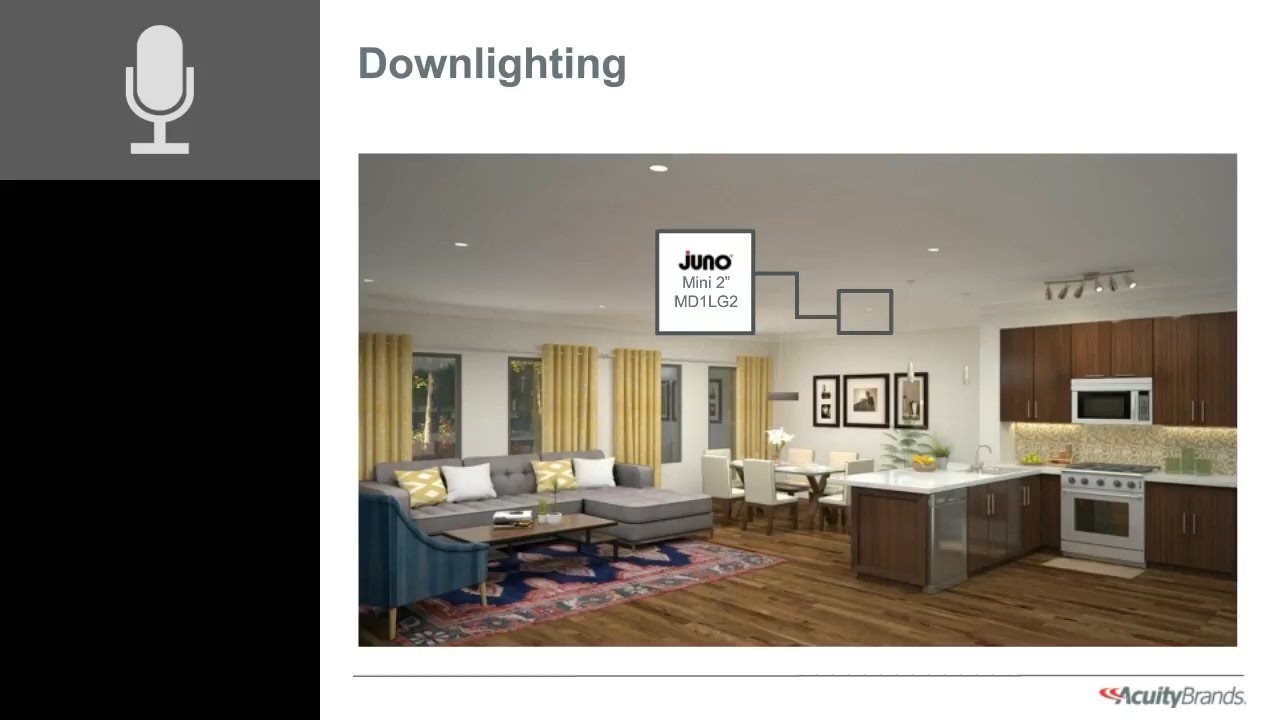 Downlighting
juno
Mini 2”
MD1LG2
AcuityBrands.